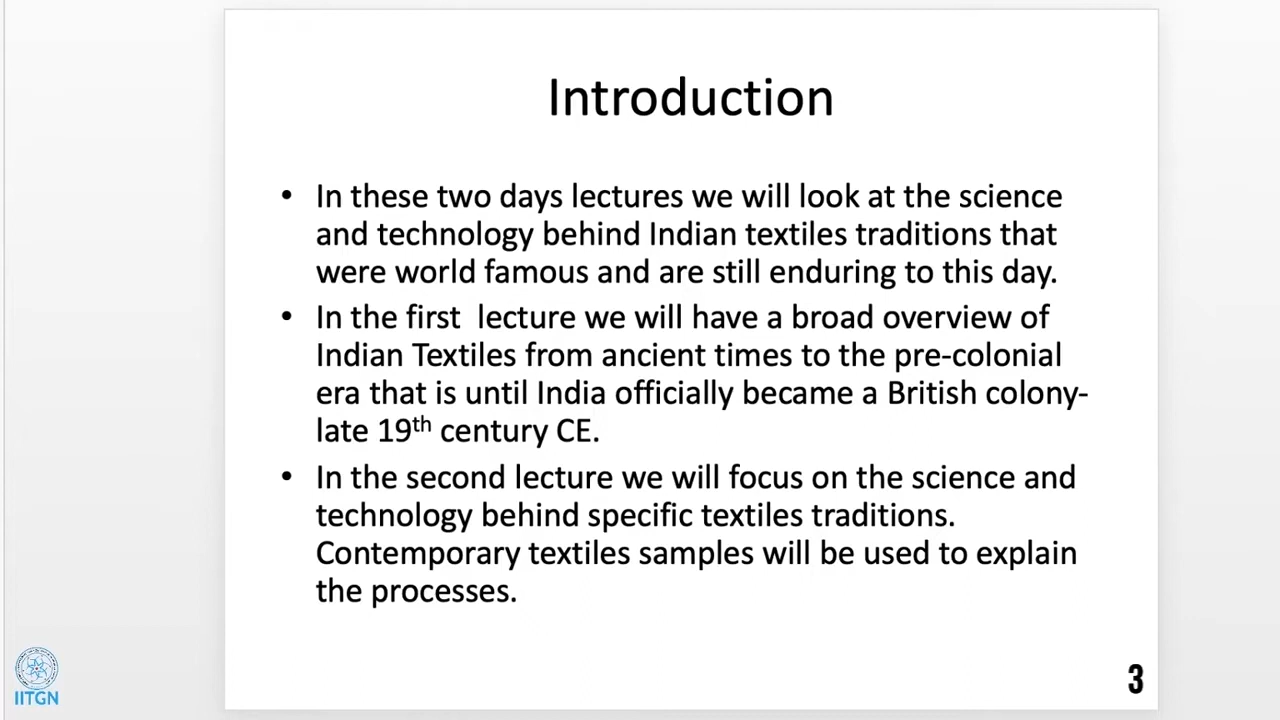 Introduction
• In these two days lectures we will look at the science
and technology behind Indian textiles traditions that
were world famous and are still enduring to this day.
• In the first  lecture we will have a broad overview of
Indian Textiles from ancient times to the pre-colonial
era that is until India officially became a British colony-
late 19th century CE.
• In the second lecture we will focus on the science and
technology behind specific textiles traditions.
Contemporary textiles samples will be used to explain
the processes.
IITGN
3